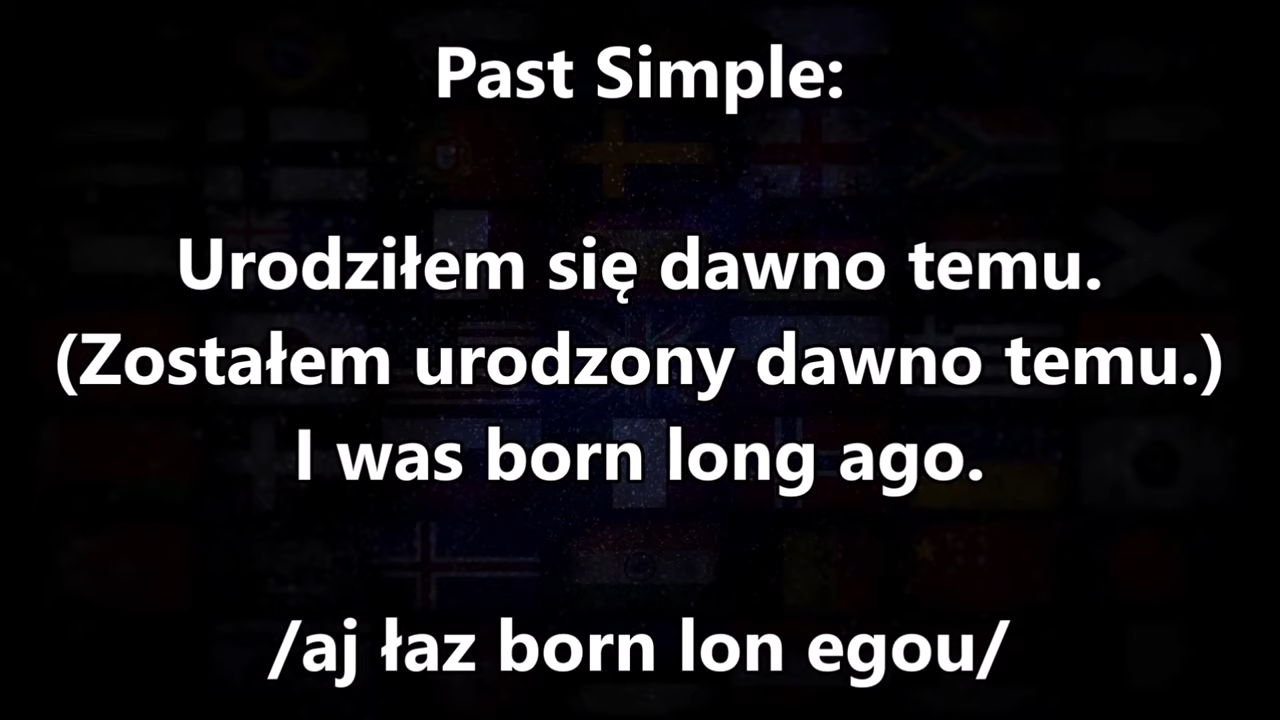 Past Simple:
Urodziłem się dawno temu.
(Zostałem urodzony dawno temu.)
I was born long ago.
/aj łaz born lon egou/